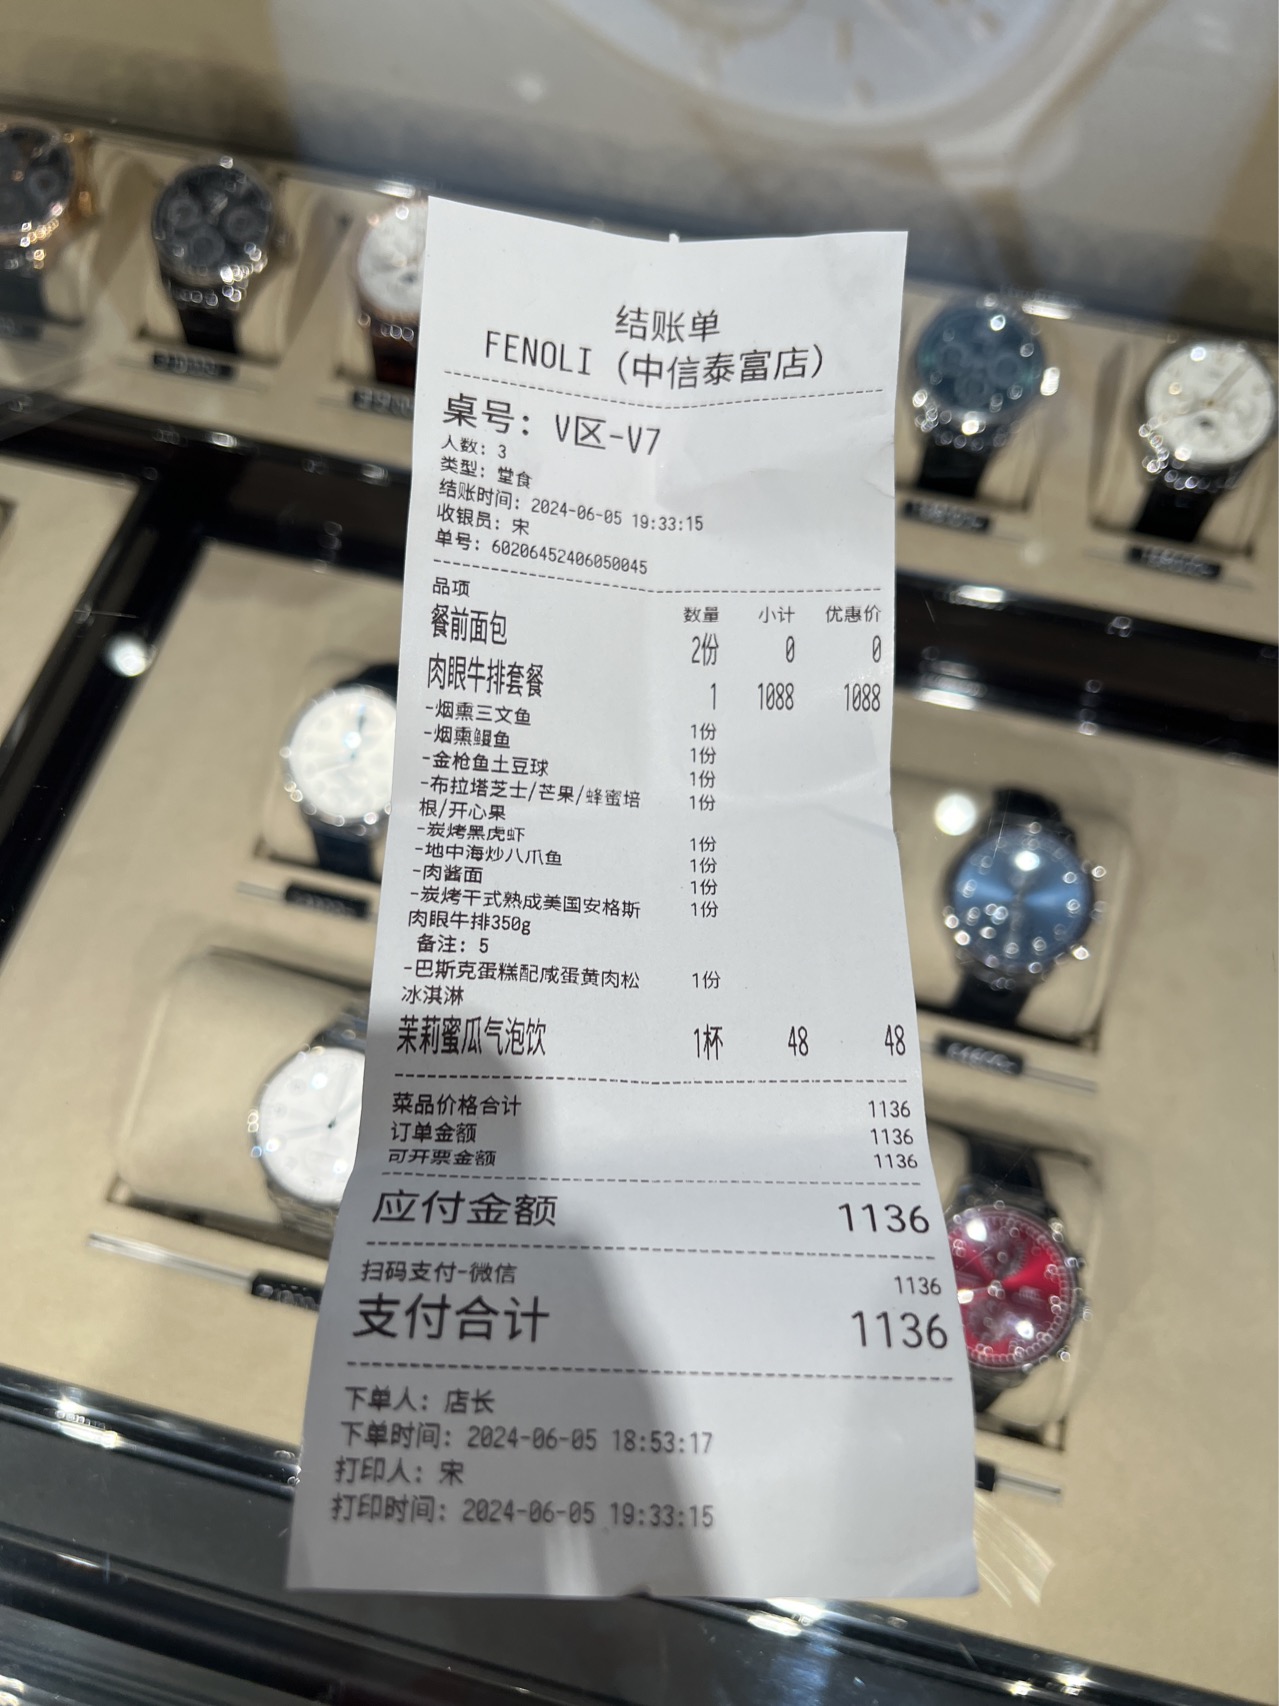 结账单
FENOLI（中信泰富店）
桌号：V区-V7
人数：3
类型：堂食
结账时间：2024-06-05 19:33:15
收银员：宋
单号：60206452406050045
品项 数量 小计 优惠价
餐前面包 2份 0 0
肉眼牛排套餐 1 1088 1088
-烟熏三文鱼 1份
-烟熏鳗鱼 1份
-金枪鱼土豆球 1份
-布拉塔芝士/芒果/蜂蜜培 1份
根/开心果
-炭烤黑虎虾 1份
-地中海炒八爪鱼 1份
-肉酱面 1份
-炭烤干式熟成美国安格斯 1份
肉眼牛排350g
备注：5
-巴斯克蛋糕配咸蛋黄肉松 1份
冰淇淋
茉莉蜜瓜气泡饮 1杯 48 48
菜品价格合计 1136
订单金额 1136
可开票金额 1136
应付金额 1136
扫码支付-微信 1136
支付合计 1136
下单人：店长
下单时间：2024-06-05 18:53:17
打印人：宋
打印时间：2024-06-05 19:33:15